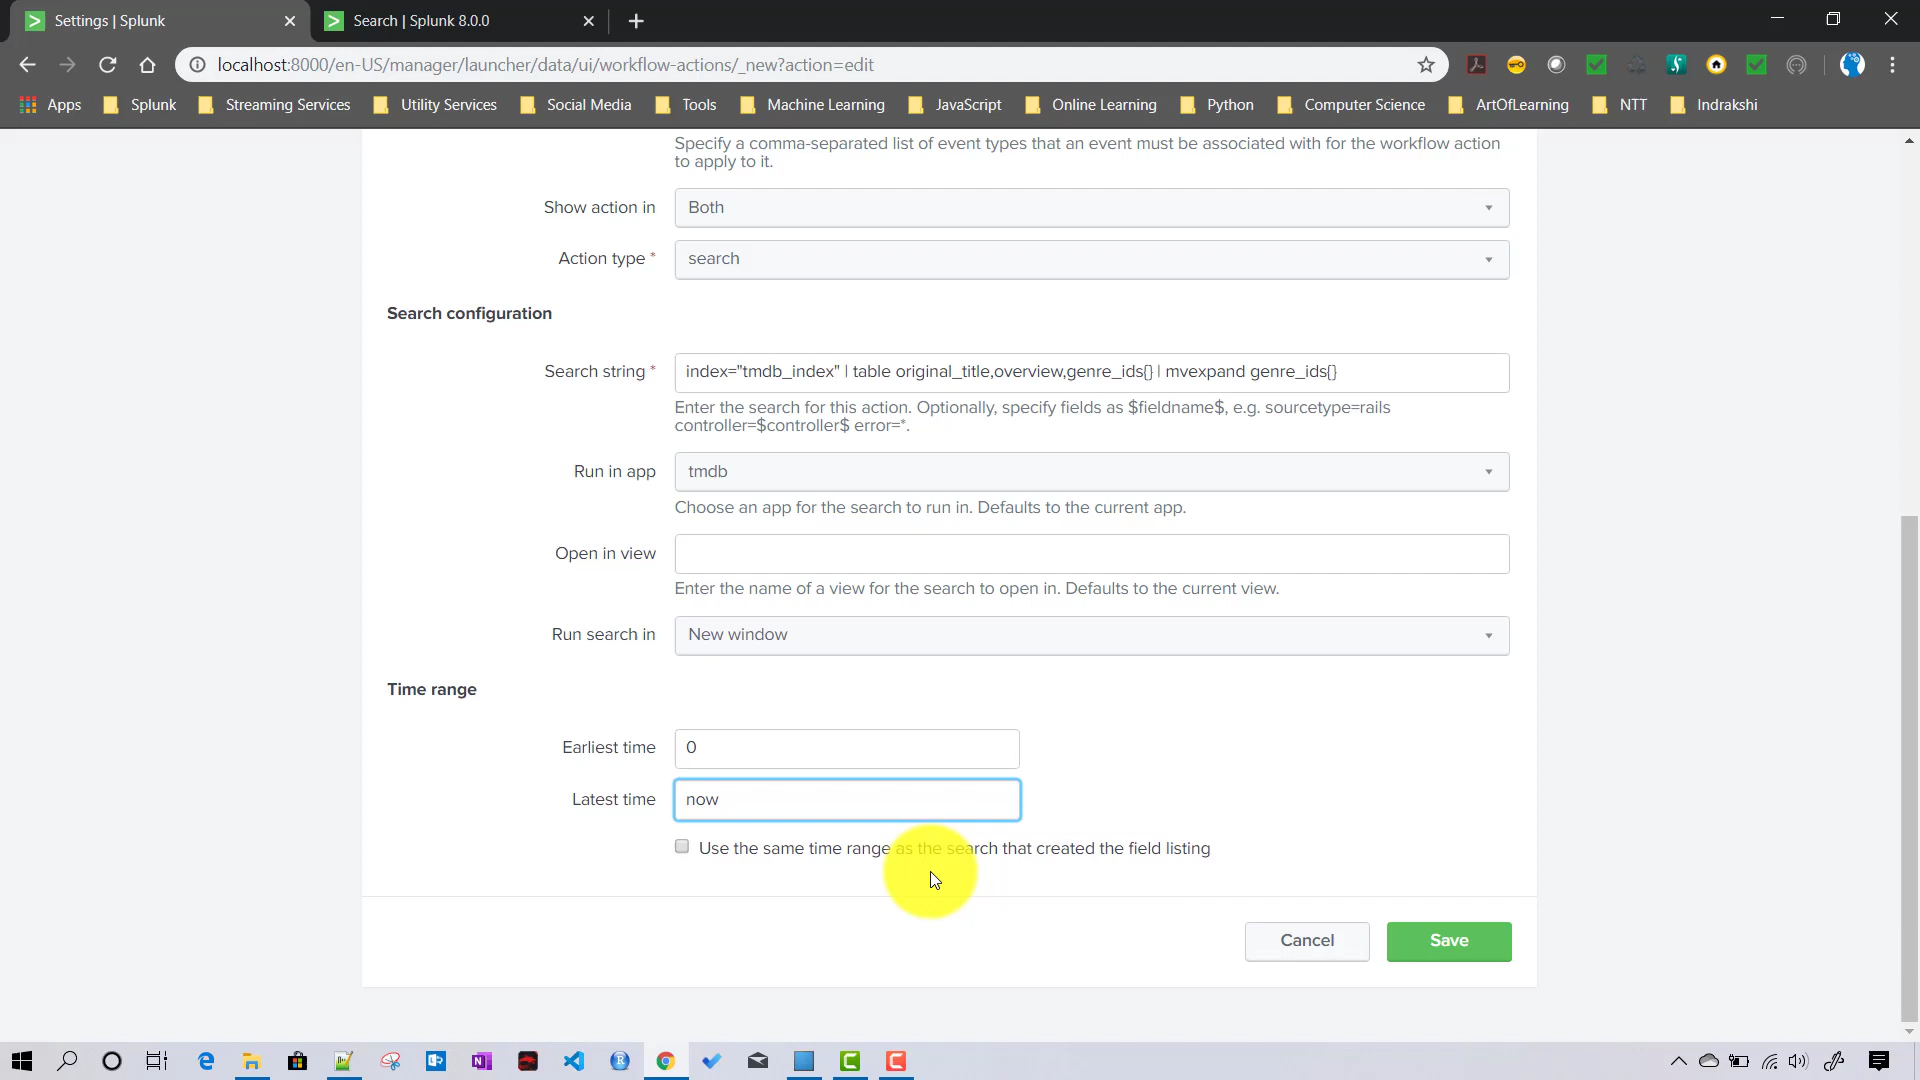 Settings | Splunk
Search | Splunk 8.0.0
localhost:8000/en-US/manager/launcher/data/ui/workflow-actions/_new?action=edit
Apps Splunk Streaming Services Utility Services Social Media Tools Machine Learning JavaScript Online Learning Python Computer Science ArtOfLearning NTT Indrakshi
Specify a comma-separated list of event types that an event must be associated with for the workflow action
to apply to it.
Show action in Both
Action type * search
Search configuration
Search string * index="tmdb_index" | table original_title,overview,genre_ids{} | mvexpand genre_ids{}
Enter the search for this action. Optionally, specify fields as $fieldname$, e.g. sourcetype=rails
controller=$controller$ error=*.
Run in app tmdb
Choose an app for the search to run in. Defaults to the current app.
Open in view
Enter the name of a view for the search to open in. Defaults to the current view.
Run search in New window
Time range
Earliest time 0
Latest time now
Use the same time range as the search that created the field listing
Cancel Save